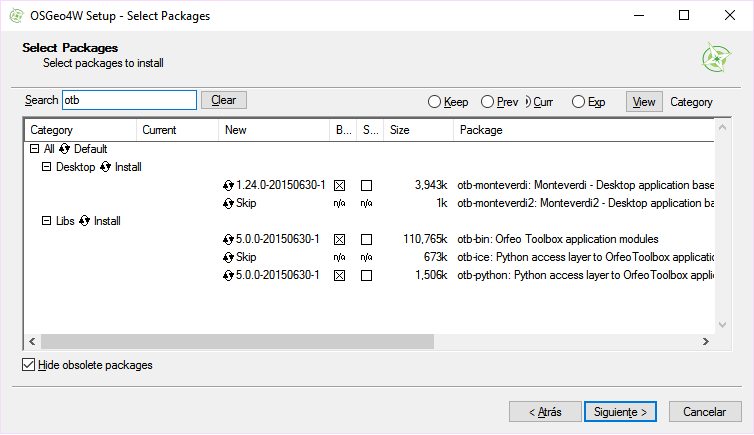 OSGeo4W Setup - Select Packages
Select Packages
Select packages to install
Search otb Clear Keep Prev Curr Exp View Category
Category Current New B... S... Size Package
All Default
Desktop Install
1.24.0-20150630-1 3,943k otb-monteverdi: Monteverdi - Desktop application base
Skip n/a n/a 1k otb-monteverdi2: Monteverdi2 - Desktop application ba
Libs Install
5.0.0-20150630-1 110,765k otb-bin: Orfeo Toolbox application modules
Skip n/a n/a 673k otb-ice: Python access layer to OrfeoToolbox application
5.0.0-20150630-1 1,506k otb-python: Python access layer to OrfeoToolbox appli
Hide obsolete packages
< Atrás Siguiente > Cancelar